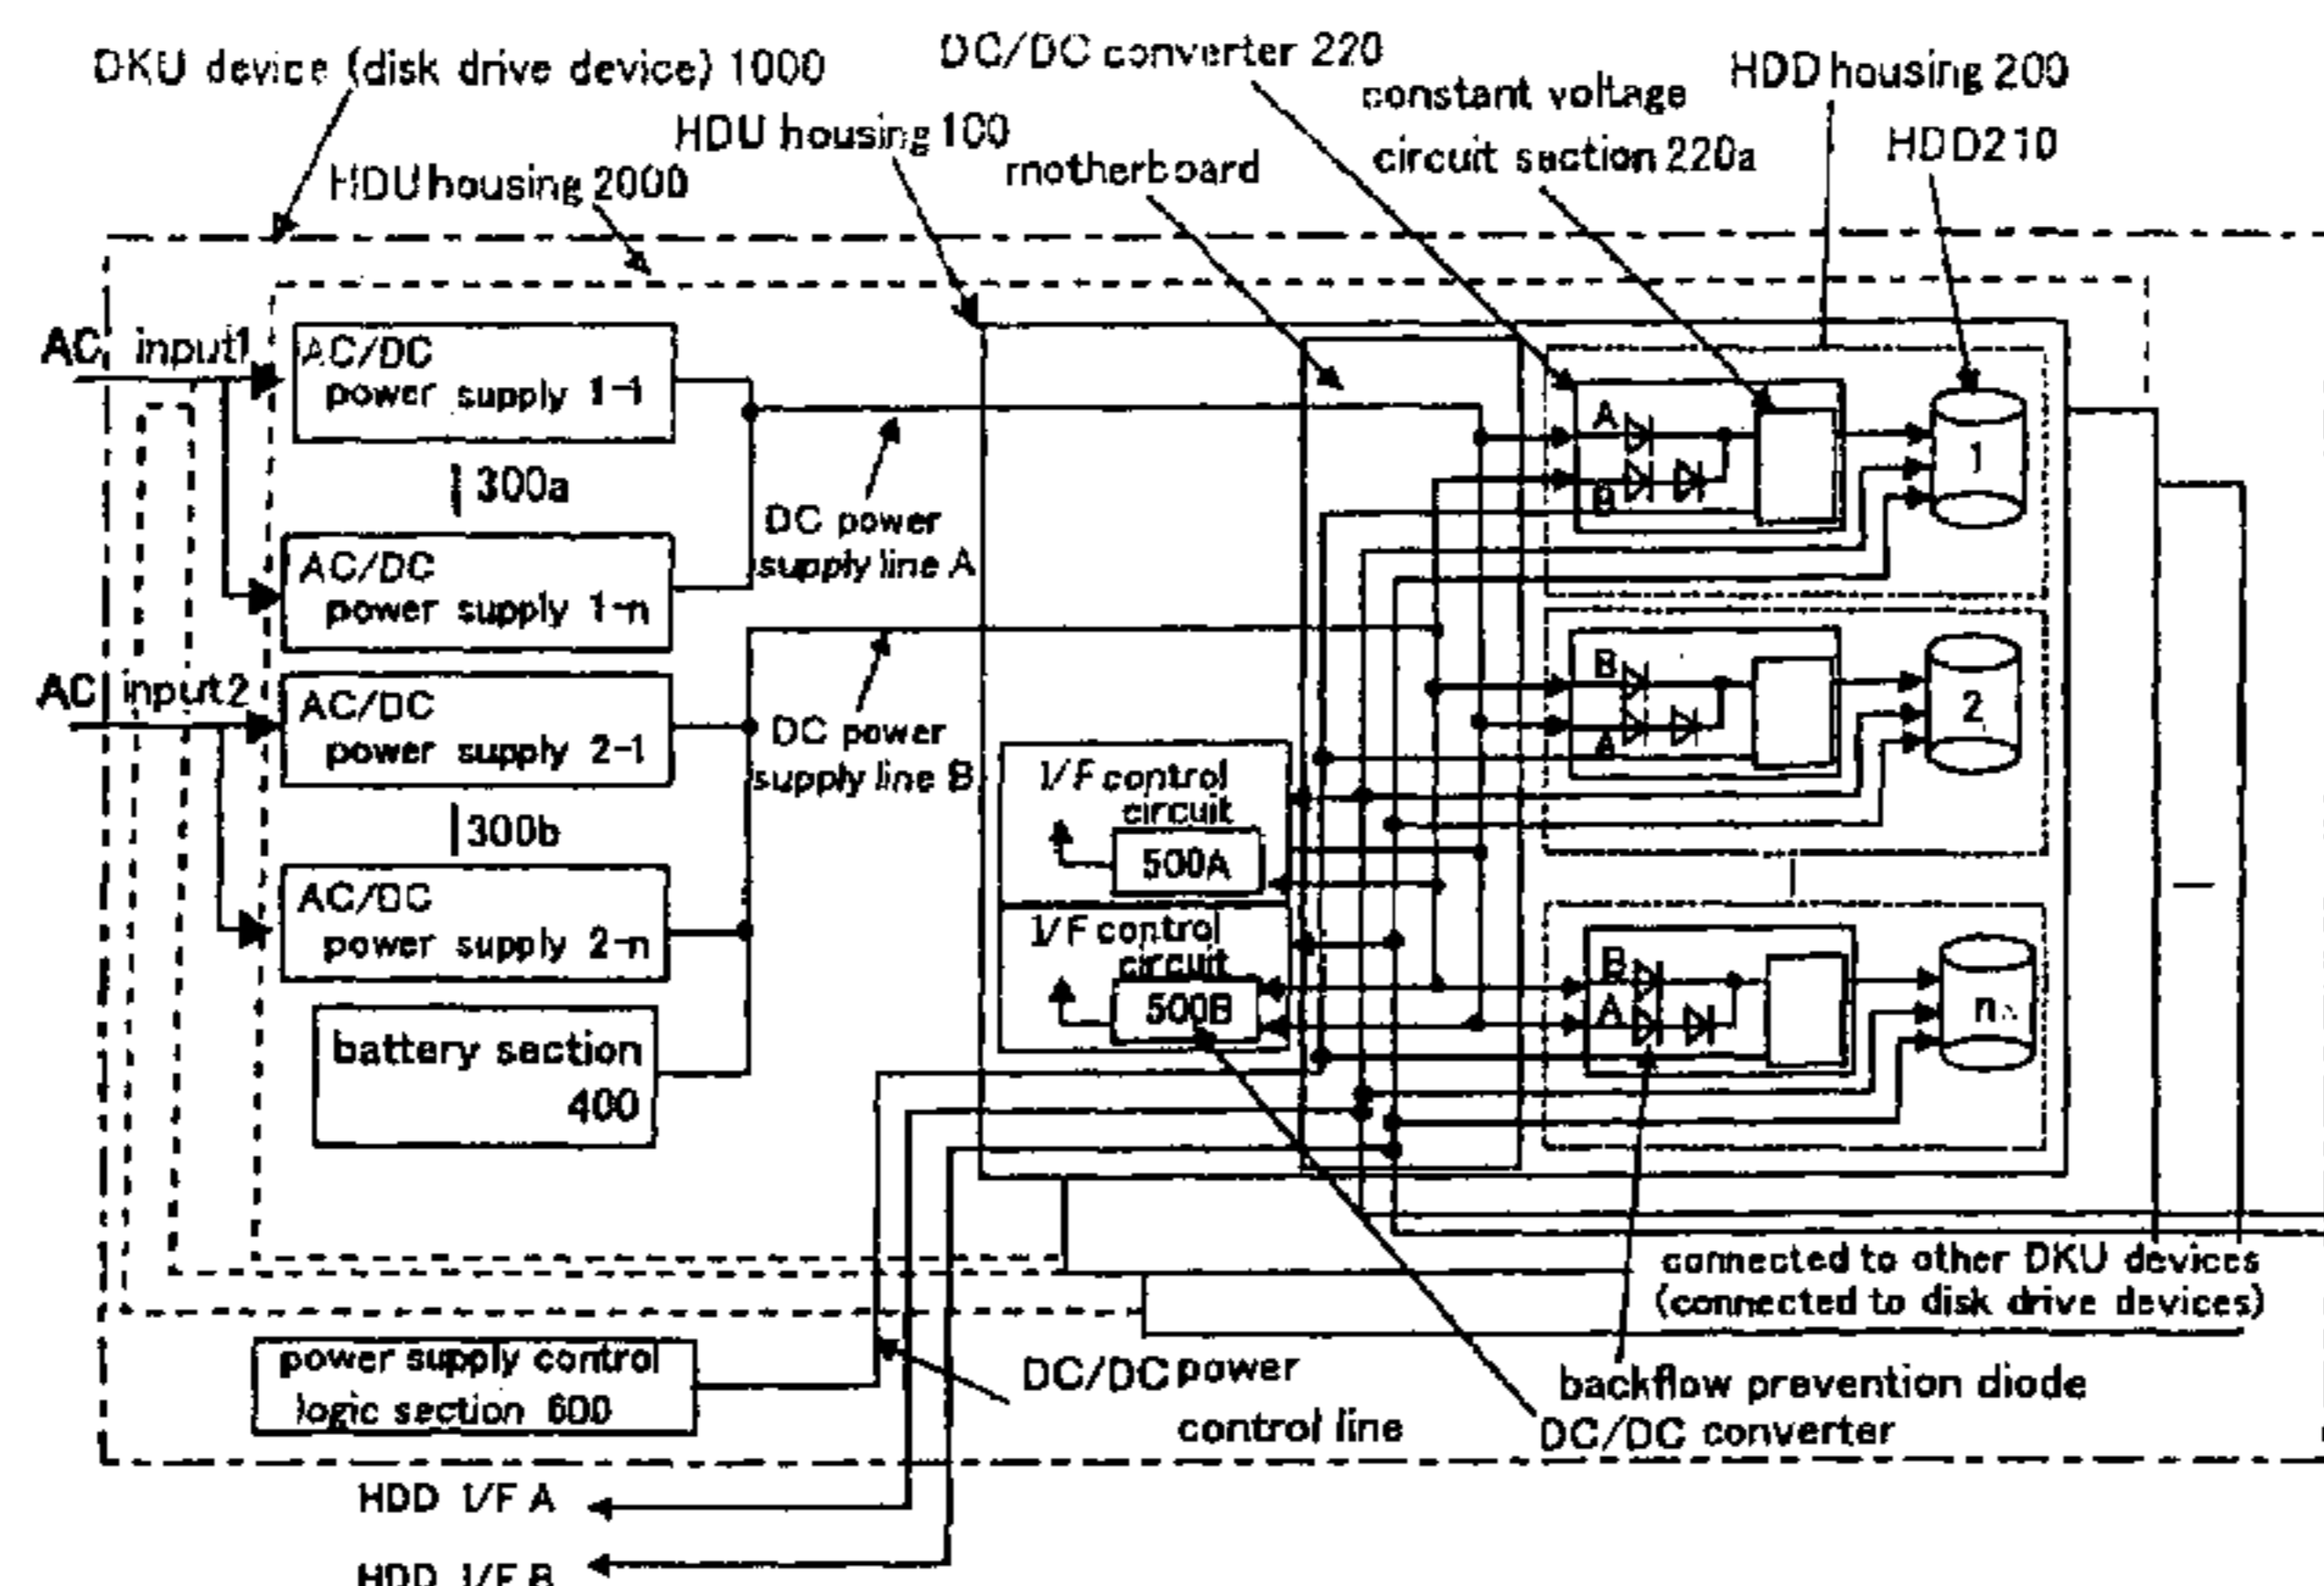 DKU device (disk drive device) 1000
DC/DC converter 220
HDD housing 200
constant voltage
circuit section 220a
HDU housing 100
HDD210
motherboard
HDU housing 2000
AC input1
AC/DC
power supply 1-1
300a
AC/DC
power supply 1-n
DC power
supply line A
AC input2
AC/DC
power supply 2-1
300b
AC/DC
power supply 2-n
DC power
supply line B
battery section
400
I/F control
circuit
500A
I/F control
circuit
500B
A
B
1
B
A
2
B
A
n
connected to other DKU devices
(connected to disk drive devices)
power supply control
logic section 600
DC/DC power
control line
backflow prevention diode
DC/DC converter
HDD I/F A
HDD I/F B